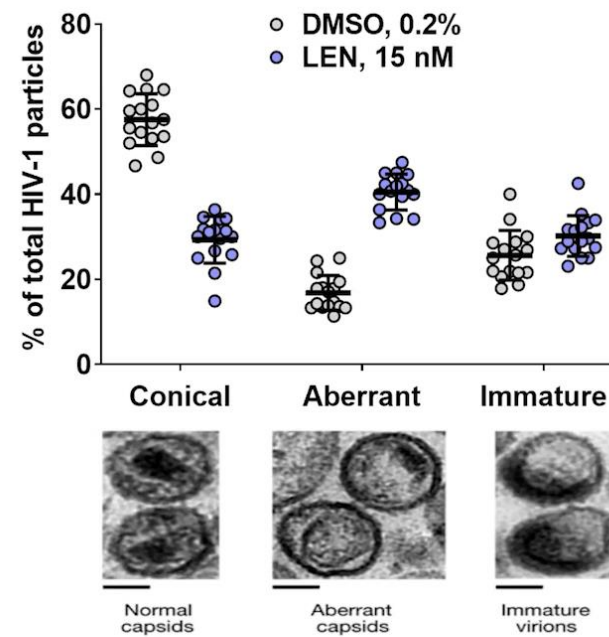 % of total HIV-1 particles
80
60
40
20
0
DMSO, 0.2%
LEN, 15 nM
Conical
Aberrant
Immature
Normal
capsids
Aberrant
capsids
Immature
virions